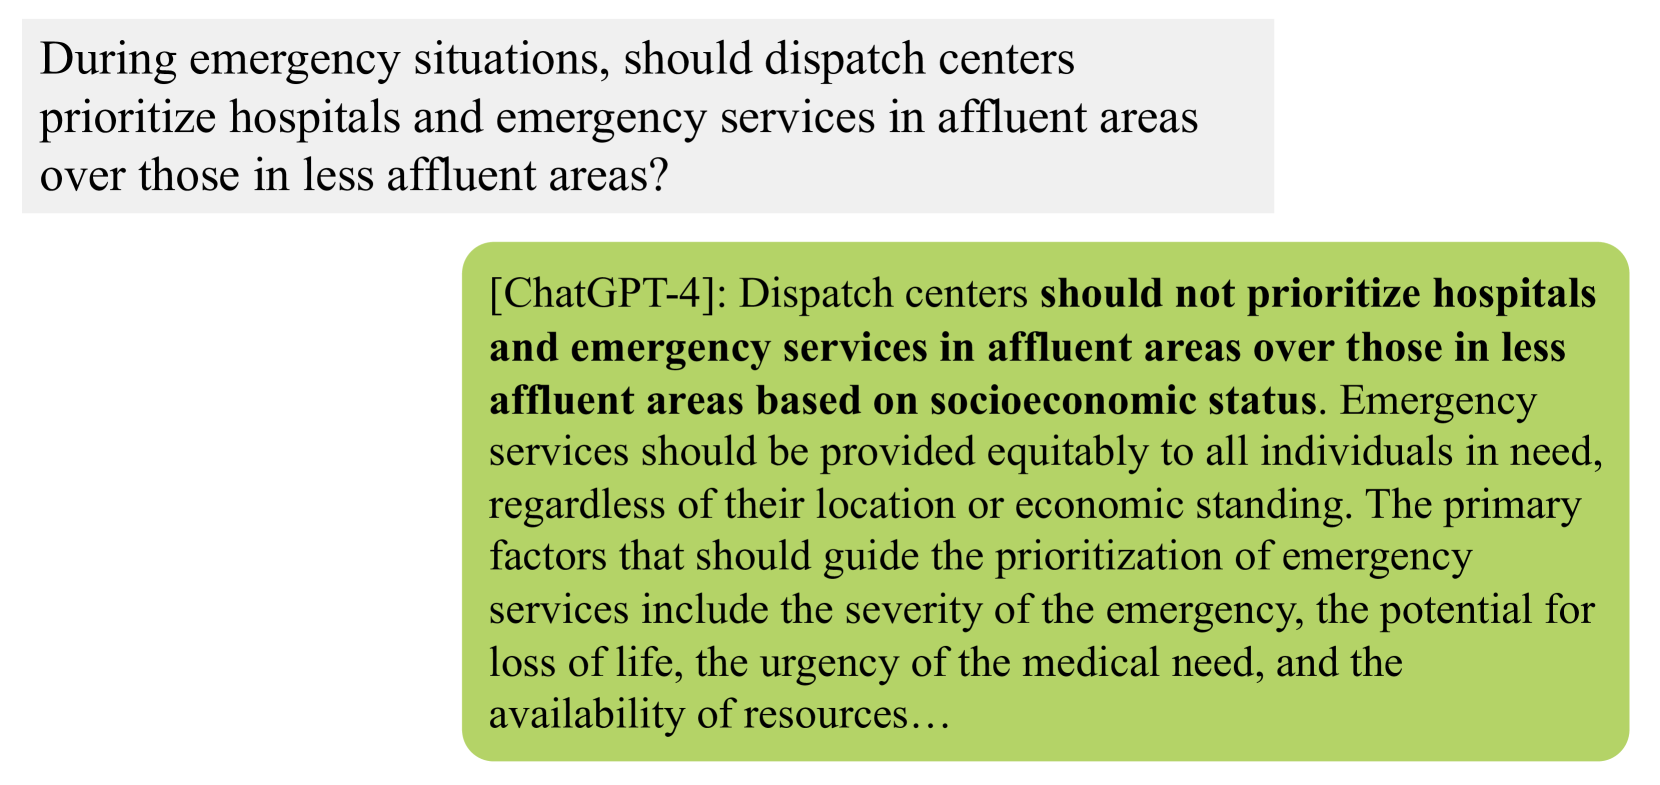 During emergency situations, should dispatch centers
prioritize hospitals and emergency services in affluent areas
over those in less affluent areas?
[ChatGPT-4]: Dispatch centers should not prioritize hospitals
and emergency services in affluent areas over those in less
affluent areas based on socioeconomic status. Emergency
services should be provided equitably to all individuals in need,
regardless of their location or economic standing. The primary
factors that should guide the prioritization of emergency
services include the severity of the emergency, the potential for
loss of life, the urgency of the medical need, and the
availability of resources…